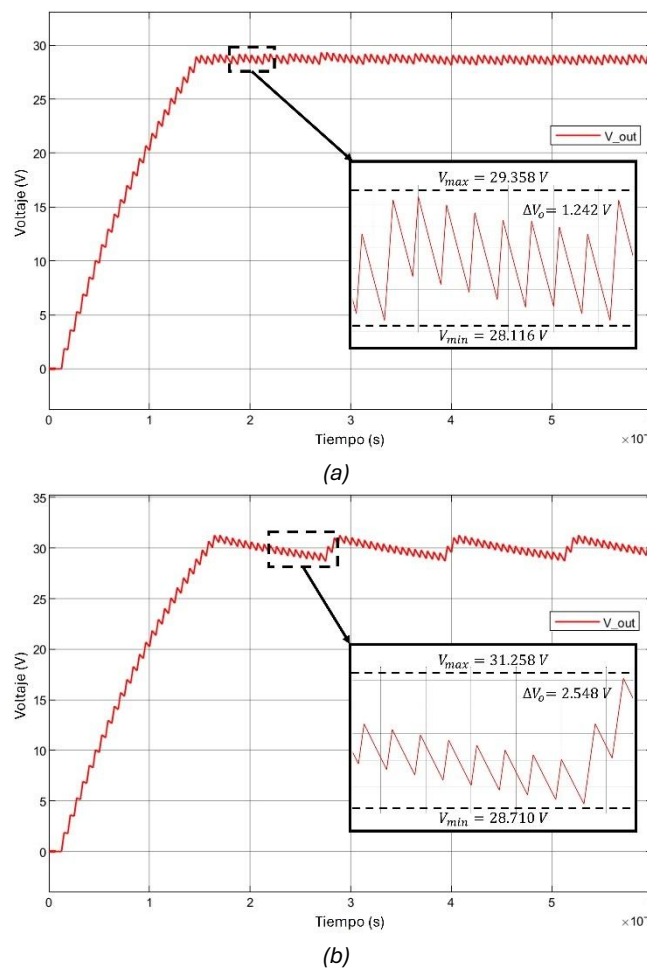 30
25
20
15
10
5
0
Voltaje (V)
V_out
V_max = 29.358 V
ΔV_o = 1.242 V
V_min = 28.116 V
0 1 2 3 4 5
Tiempo (s)
(a)
35
30
25
20
15
10
5
0
Voltaje (V)
V_out
V_max = 31.258 V
ΔV_o = 2.548 V
V_min = 28.710 V
0 1 2 3 4 5
Tiempo (s)
(b)